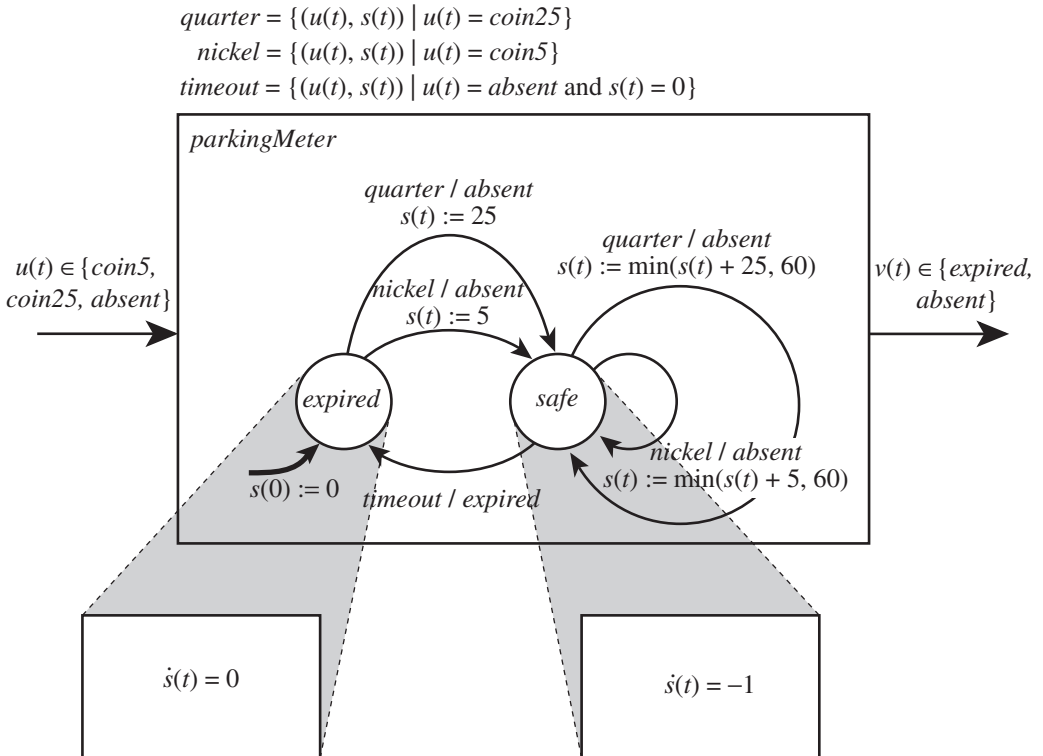 quarter = {(u(t), s(t)) | u(t) = coin25}
nickel = {(u(t), s(t)) | u(t) = coin5}
timeout = {(u(t), s(t)) | u(t) = absent and s(t) = 0}
parkingMeter
quarter / absent
s(t) := 25
quarter / absent
s(t) := min(s(t) + 25, 60)
u(t) ∈ {coin5,
coin25, absent}
v(t) ∈ {expired,
absent}
nickel / absent
s(t) := 5
expired
safe
nickel / absent
s(t) := min(s(t) + 5, 60)
s(0) := 0
timeout / expired
ṡ(t) = 0
ṡ(t) = −1